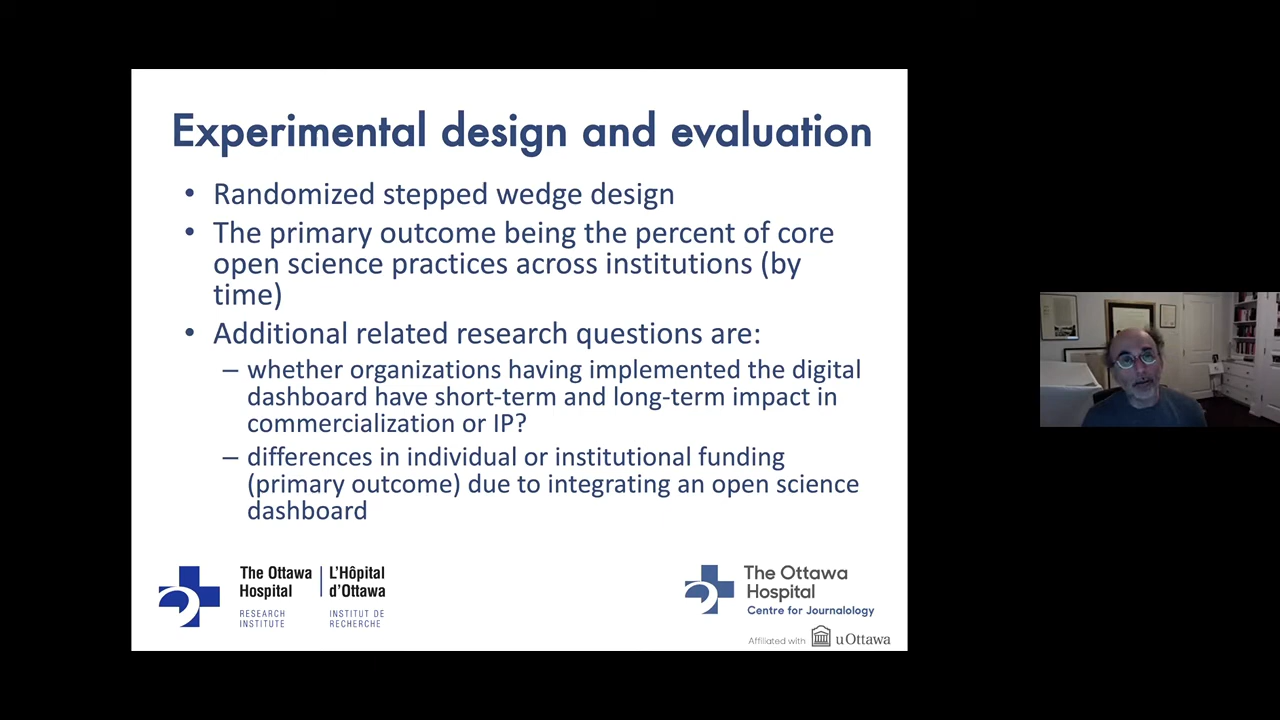 Experimental design and evaluation
• Randomized stepped wedge design
• The primary outcome being the percent of core
open science practices across institutions (by
time)
• Additional related research questions are:
– whether organizations having implemented the digital
dashboard have short-term and long-term impact in
commercialization or IP?
– differences in individual or institutional funding
(primary outcome) due to integrating an open science
dashboard
The Ottawa
Hospital
RESEARCH
INSTITUTE
L'Hôpital
d'Ottawa
INSTITUT DE
RECHERCHE
The Ottawa
Hospital
Centre for Journalology
Affiliated with uOttawa